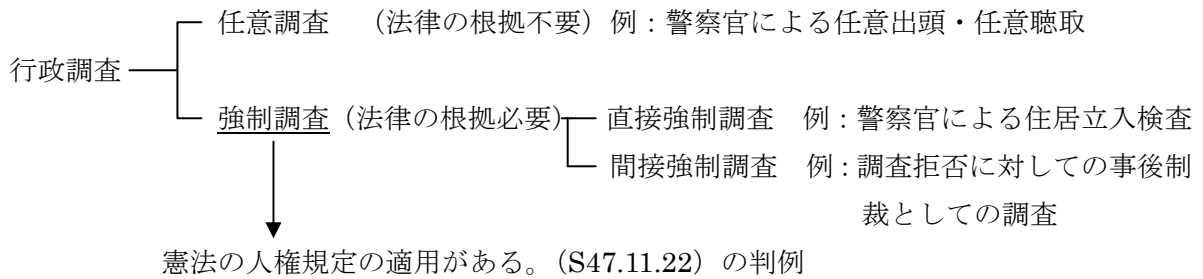 任意調査 （法律の根拠不要）例：警察官による任意出頭・任意聴取
行政調査
強制調査（法律の根拠必要） 直接強制調査 例：警察官による住居立入検査
間接強制調査 例：調査拒否に対しての事後制
裁としての調査
憲法の人権規定の適用がある。（S47.11.22）の判例